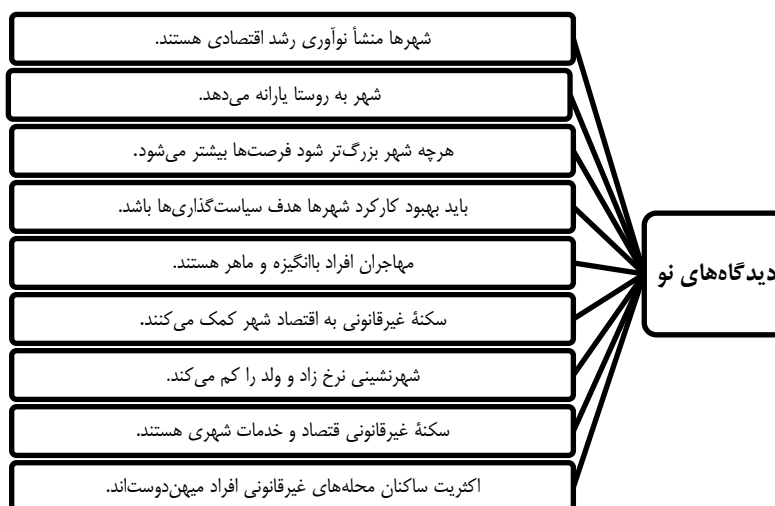 شهرها منشأ نوآوری رشد اقتصادی هستند.
شهر به روستا یارانه می‌دهد.
هرچه شهر بزرگ‌تر شود فرصت‌ها بیشتر می‌شود.
باید بهبود کارکرد شهرها هدف سیاست‌گذاری‌ها باشد.
دیدگاه‌های نو
مهاجران افراد باانگیزه و ماهر هستند.
سکنهٔ غیرقانونی به اقتصاد شهر کمک می‌کنند.
شهرنشینی نرخ زاد و ولد را کم می‌کند.
سکنهٔ غیرقانونی قتصاد و خدمات شهری هستند.
اکثریت ساکنان محله‌های غیرقانونی افراد میهن‌دوست‌اند.